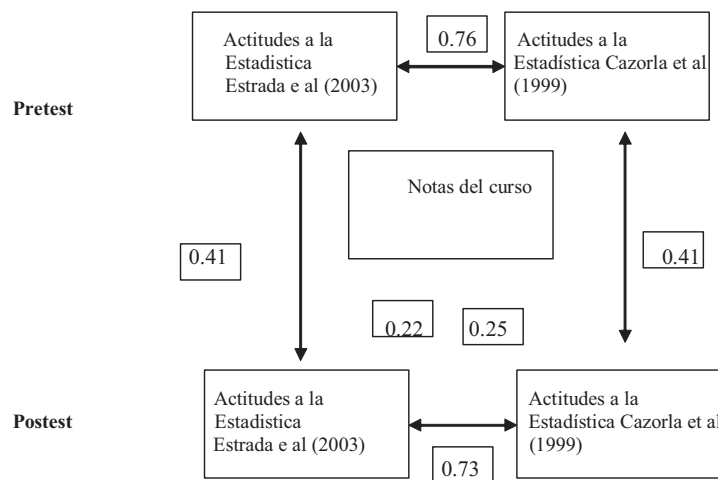 0.76
Actitudes a la
Estadistica
Estrada e al (2003)
Actitudes a la
Estadística Cazorla et al
(1999)
Pretest
Notas del curso
0.41
0.41
0.22
0.25
Actitudes a la
Estadistica
Estrada e al (2003)
Actitudes a la
Estadística Cazorla et al
(1999)
Postest
0.73